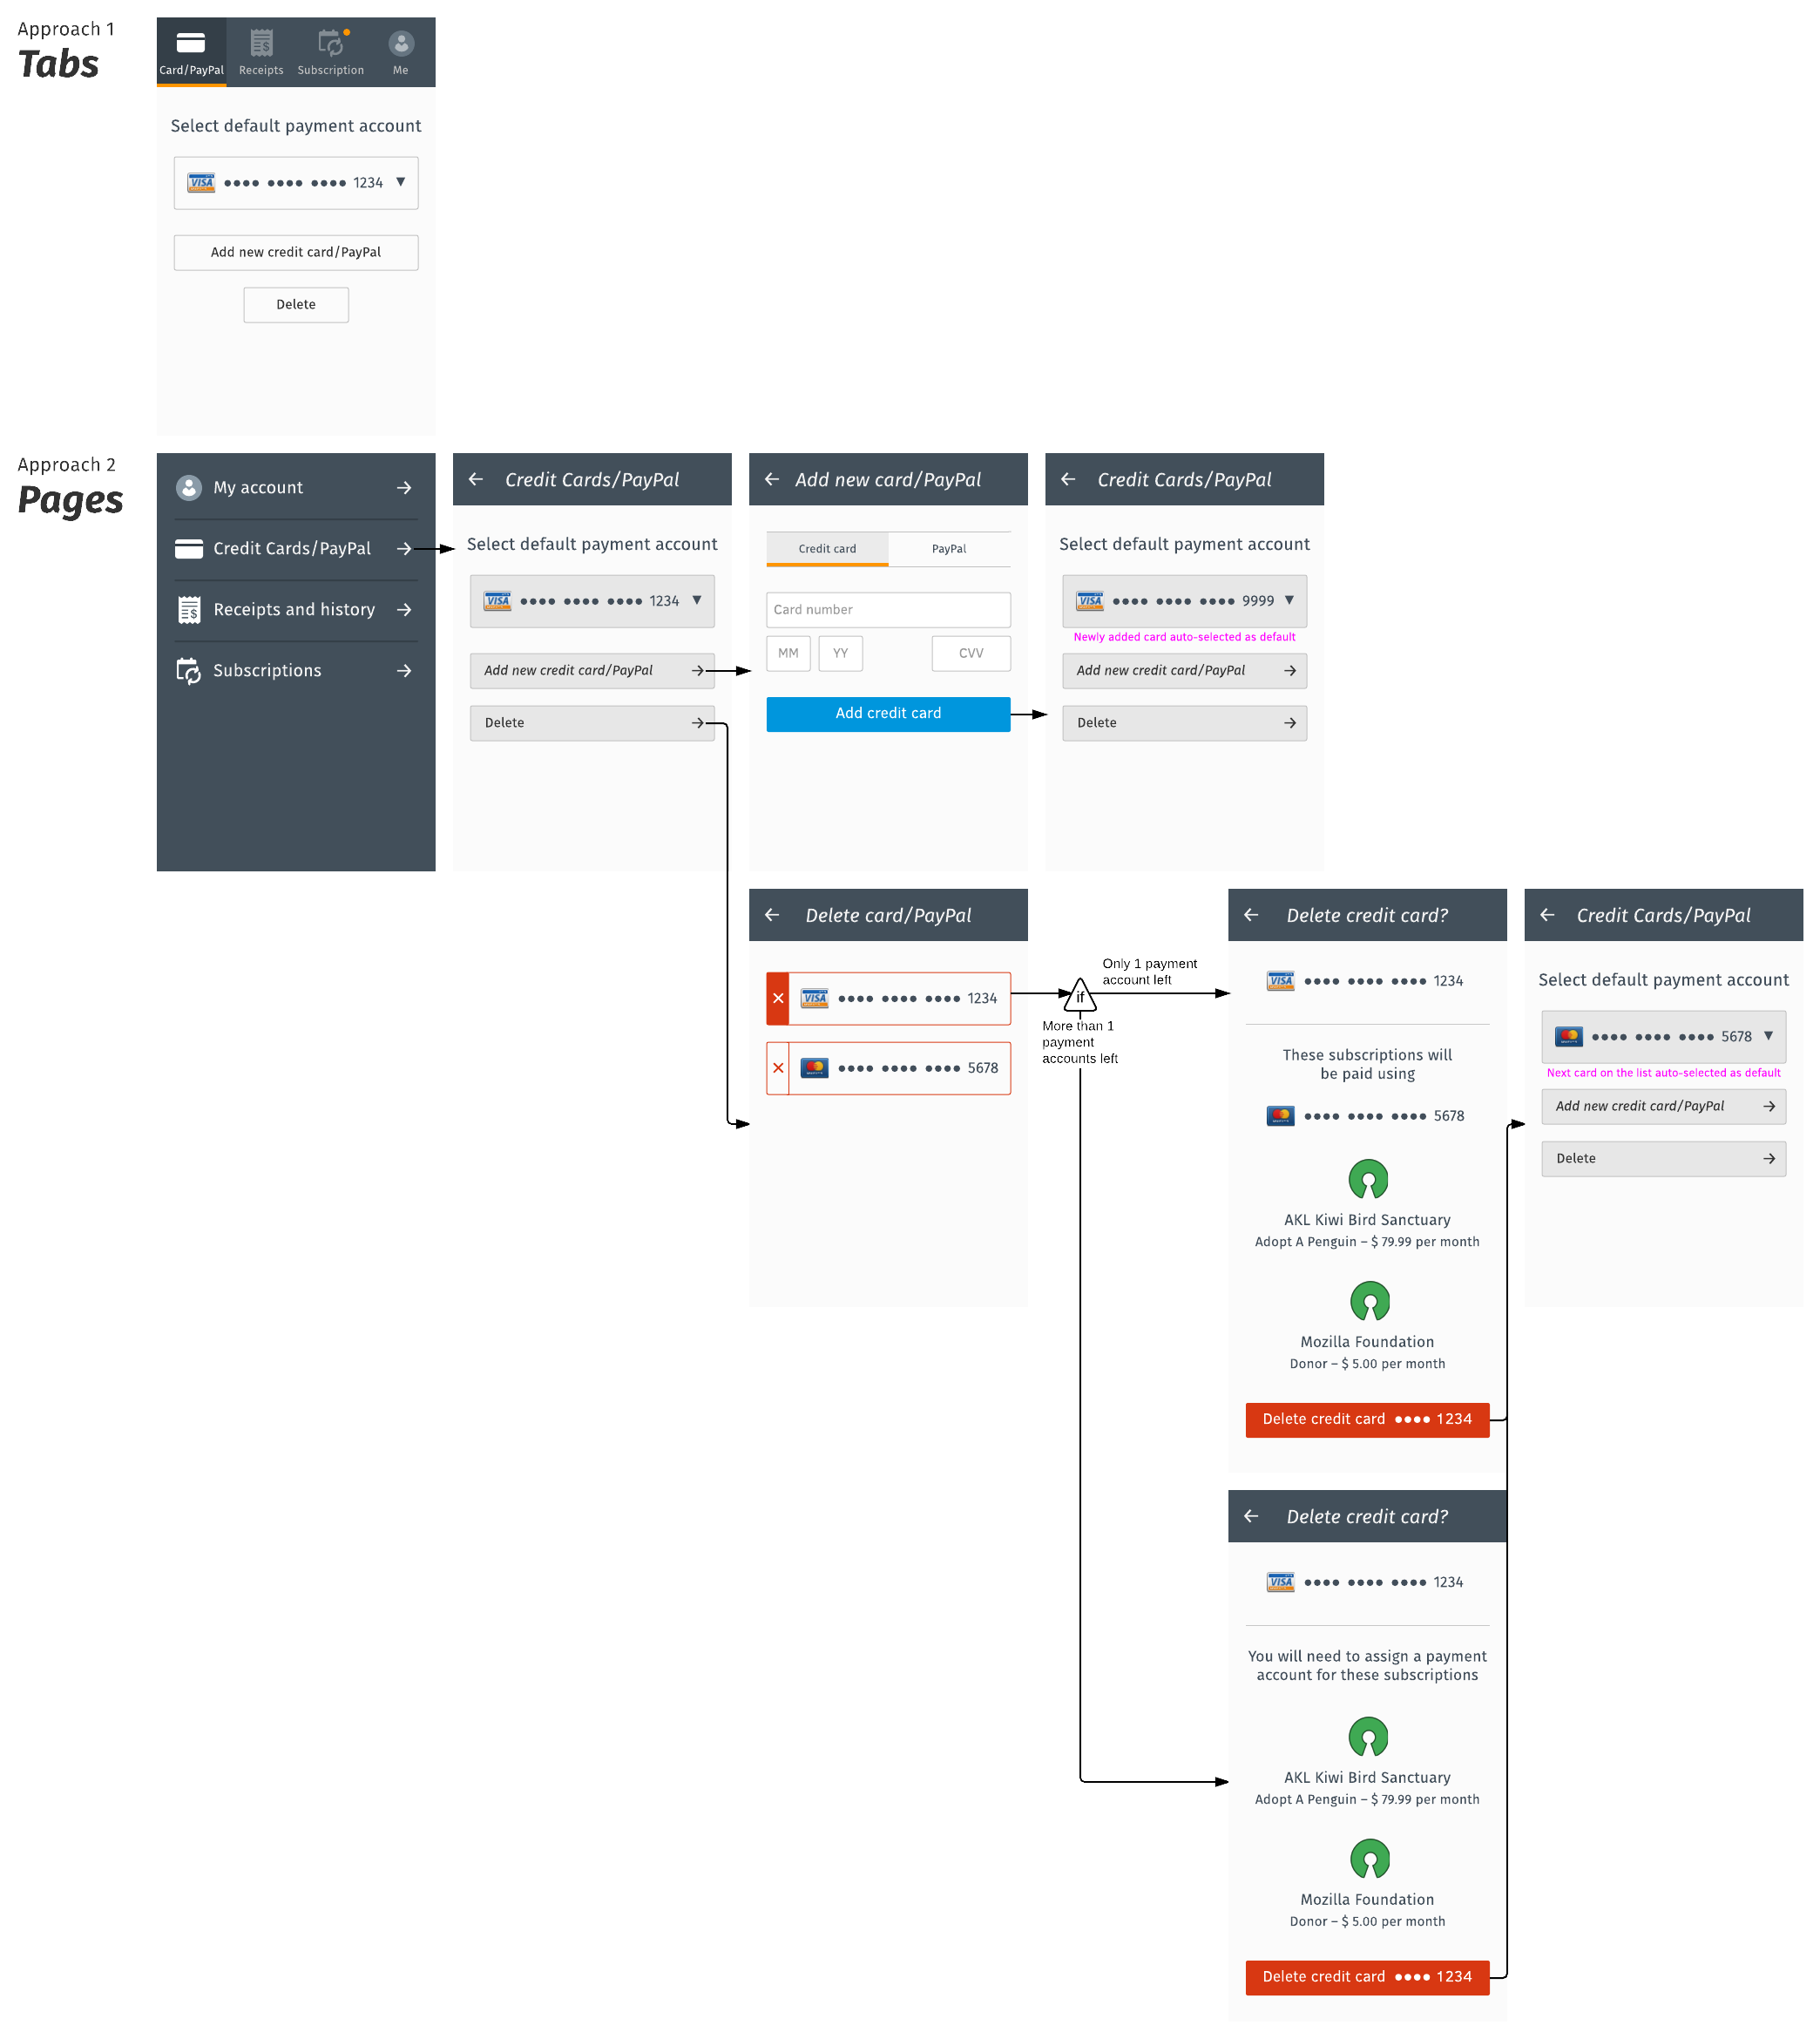 Approach 1
Tabs
Card/PayPal
Receipts
Subscription
Me
Select default payment account
VISA •••• •••• •••• 1234 ▼
Add new credit card/PayPal
Delete
Approach 2
Pages
My account →
Credit Cards/PayPal →
Receipts and history →
Subscriptions →
← Credit Cards/PayPal
Select default payment account
VISA •••• •••• •••• 1234 ▼
Add new credit card/PayPal →
Delete →
← Add new card/PayPal
Credit card
PayPal
Card number
MM
YY
CVV
Add credit card
← Credit Cards/PayPal
Select default payment account
VISA •••• •••• •••• 9999 ▼
Newly added card auto-selected as default
Add new credit card/PayPal →
Delete →
← Delete card/PayPal
× VISA •••• •••• •••• 1234
× •••• •••• •••• 5678
if
Only 1 payment
account left
More than 1
payment
accounts left
← Delete credit card?
VISA •••• •••• •••• 1234
These subscriptions will
be paid using
•••• •••• •••• 5678
AKL Kiwi Bird Sanctuary
Adopt A Penguin – $ 79.99 per month
Mozilla Foundation
Donor – $ 5.00 per month
Delete credit card •••• 1234
← Credit Cards/PayPal
Select default payment account
•••• •••• •••• 5678 ▼
Next card on the list auto-selected as default
Add new credit card/PayPal →
Delete →
← Delete credit card?
VISA •••• •••• •••• 1234
You will need to assign a payment
account for these subscriptions
AKL Kiwi Bird Sanctuary
Adopt A Penguin – $ 79.99 per month
Mozilla Foundation
Donor – $ 5.00 per month
Delete credit card •••• 1234